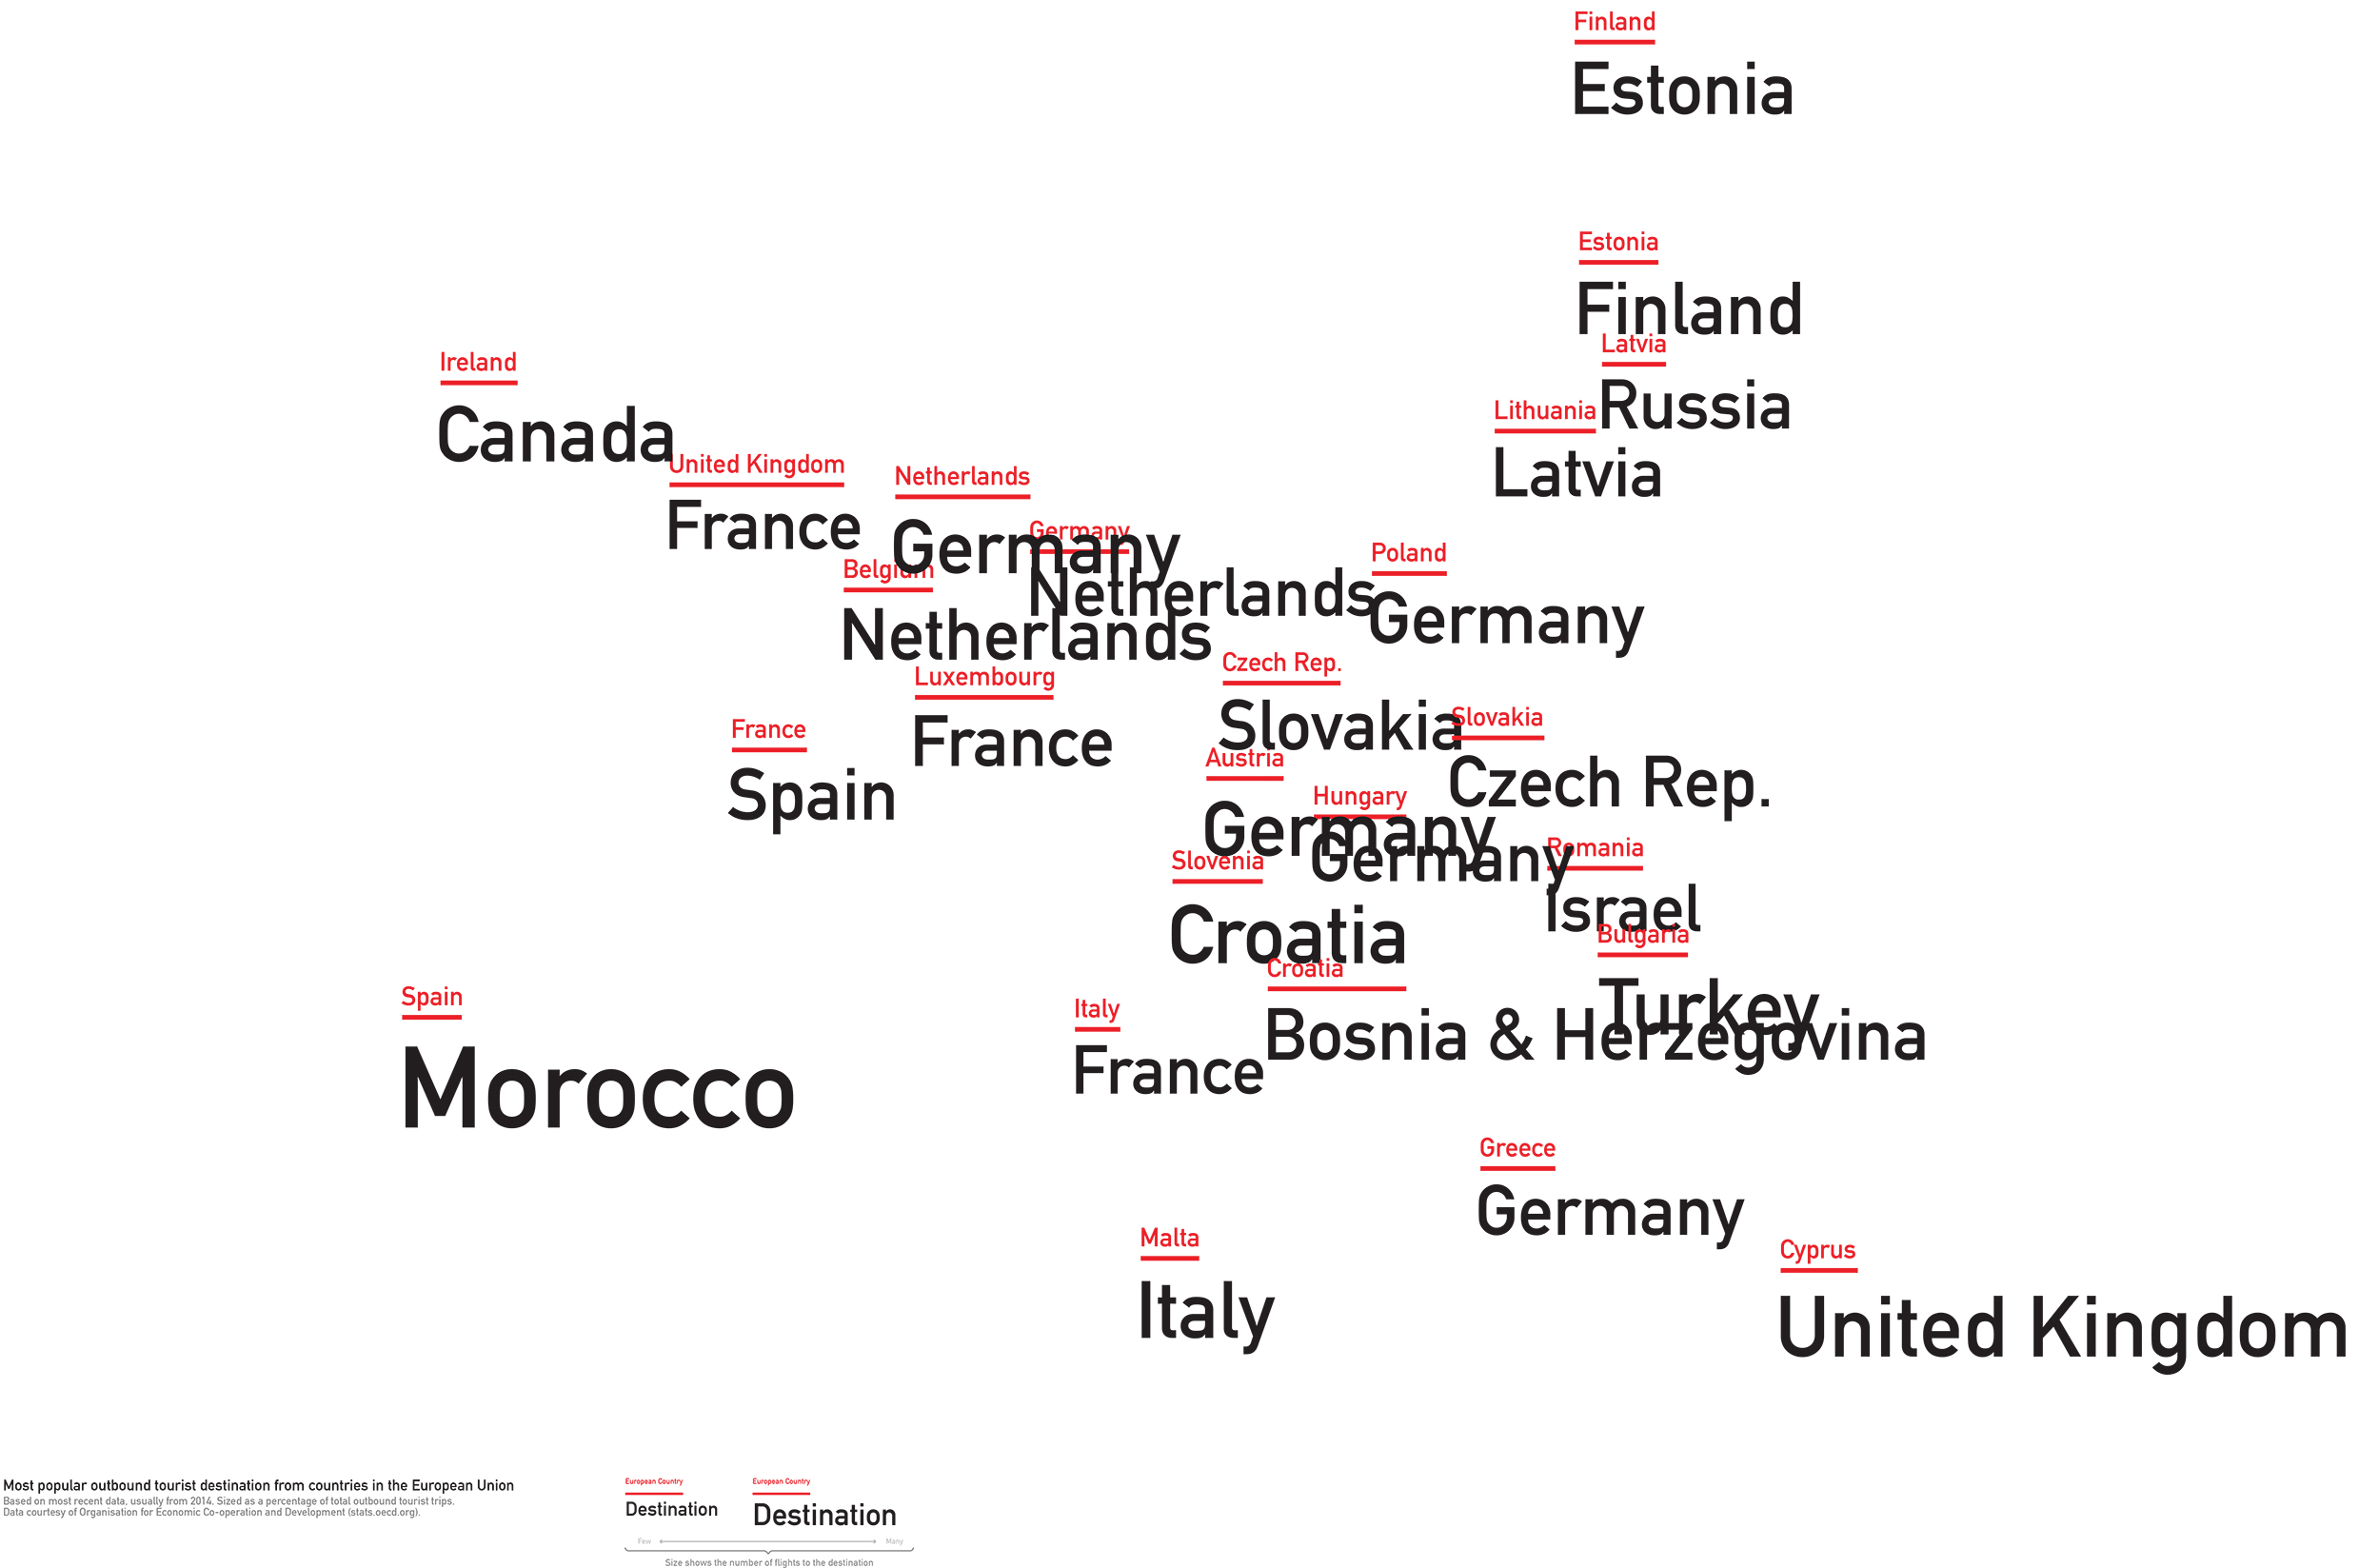 Finland
Estonia
Estonia
Finland
Latvia
Russia
Ireland
Canada
Lithuania
Latvia
United Kingdom
France
Netherlands
Germany
Germany
Netherlands
Poland
Germany
Belgium
Netherlands
Czech Rep.
Slovakia
Luxembourg
France
Slovakia
Czech Rep.
France
Spain
Austria
Germany
Hungary
Germany
Romania
Israel
Slovenia
Croatia
Bulgaria
Turkey
Croatia
Bosnia & Herzegovina
Spain
Morocco
Italy
France
Greece
Germany
Malta
Italy
Cyprus
United Kingdom
Most popular outbound tourist destination from countries in the European Union
Based on most recent data, usually from 2014. Sized as a percentage of total outbound tourist trips.
Data courtesy of Organisation for Economic Co-operation and Development (stats.oecd.org).
European Country
Destination
European Country
Destination
Few
Many
Size shows the number of flights to the destination